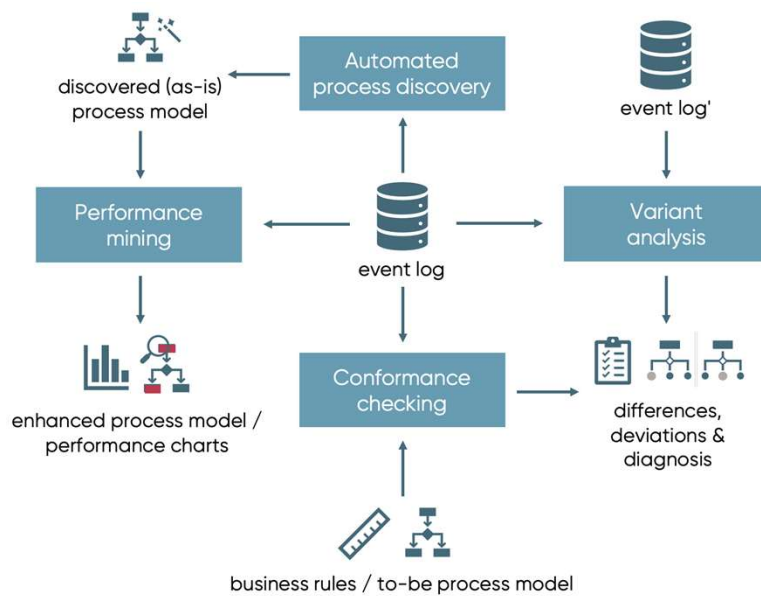 Automated
process discovery
discovered (as-is)
process model
event log'
Performance
mining
event log
Variant
analysis
Conformance
checking
enhanced process model /
performance charts
differences,
deviations &
diagnosis
business rules / to-be process model